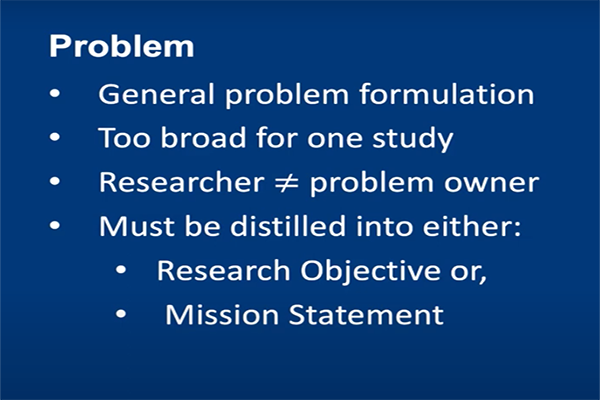 Problem
• General problem formulation
• Too broad for one study
• Researcher ≠ problem owner
• Must be distilled into either:
• Research Objective or,
• Mission Statement